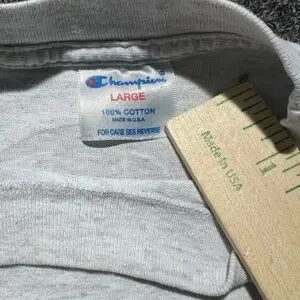 Champion
LARGE
100% COTTON
MADE IN U.S.A.
FOR CARE SEE REVERSE
Made in USA
1